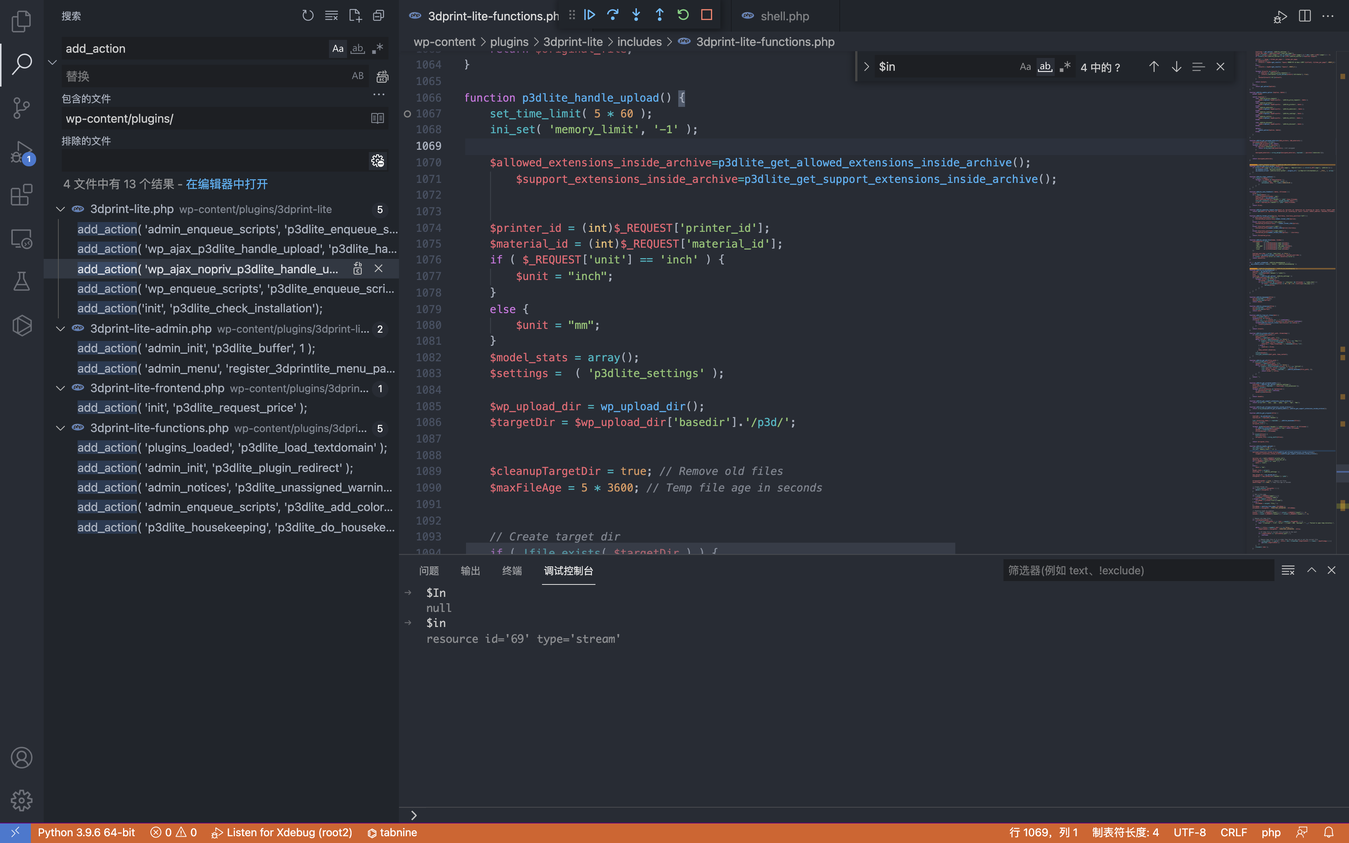 搜索
add_action
Aa
ab
替换
AB
包含的文件
wp-content/plugins/
排除的文件
4 文件中有 13 个结果 - 在编辑器中打开
3dprint-lite.php wp-content/plugins/3dprint-lite 5
add_action( 'admin_enqueue_scripts', 'p3dlite_enqueue_s...
add_action( 'wp_ajax_p3dlite_handle_upload', 'p3dlite_ha...
add_action( 'wp_ajax_nopriv_p3dlite_handle_u...
add_action( 'wp_enqueue_scripts', 'p3dlite_enqueue_scri...
add_action('init', 'p3dlite_check_installation');
3dprint-lite-admin.php wp-content/plugins/3dprint-li... 2
add_action( 'admin_init', 'p3dlite_buffer', 1 );
add_action( 'admin_menu', 'register_3dprintlite_menu_pa...
3dprint-lite-frontend.php wp-content/plugins/3dprin... 1
add_action( 'init', 'p3dlite_request_price' );
3dprint-lite-functions.php wp-content/plugins/3dpri... 5
add_action( 'plugins_loaded', 'p3dlite_load_textdomain' );
add_action( 'admin_init', 'p3dlite_plugin_redirect' );
add_action( 'admin_notices', 'p3dlite_unassigned_warnin...
add_action( 'admin_enqueue_scripts', 'p3dlite_add_color...
add_action( 'p3dlite_housekeeping', 'p3dlite_do_houseke...
1
3dprint-lite-functions.ph
shell.php
wp-content > plugins > 3dprint-lite > includes > 3dprint-lite-functions.php
$in
Aa
ab
4 中的 ?
1064 }
1065
1066 function p3dlite_handle_upload() {
1067 set_time_limit( 5 * 60 );
1068 ini_set( 'memory_limit', '-1' );
1069
1070 $allowed_extensions_inside_archive=p3dlite_get_allowed_extensions_inside_archive();
1071 $support_extensions_inside_archive=p3dlite_get_support_extensions_inside_archive();
1072
1073
1074 $printer_id = (int)$_REQUEST['printer_id'];
1075 $material_id = (int)$_REQUEST['material_id'];
1076 if ( $_REQUEST['unit'] == 'inch' ) {
1077 $unit = "inch";
1078 }
1079 else {
1080 $unit = "mm";
1081 }
1082 $model_stats = array();
1083 $settings = ( 'p3dlite_settings' );
1084
1085 $wp_upload_dir = wp_upload_dir();
1086 $targetDir = $wp_upload_dir['basedir'].'/p3d/';
1087
1088
1089 $cleanupTargetDir = true; // Remove old files
1090 $maxFileAge = 5 * 3600; // Temp file age in seconds
1091
1092
1093 // Create target dir
1094 if ( !file_exists( $targetDir ) ) {
问题
输出
终端
调试控制台
筛选器(例如 text、!exclude)
$In
null
$in
resource id='69' type='stream'
Python 3.9.6 64-bit
0 0
Listen for Xdebug (root2)
tabnine
行 1069，列 1
制表符长度: 4
UTF-8
CRLF
php